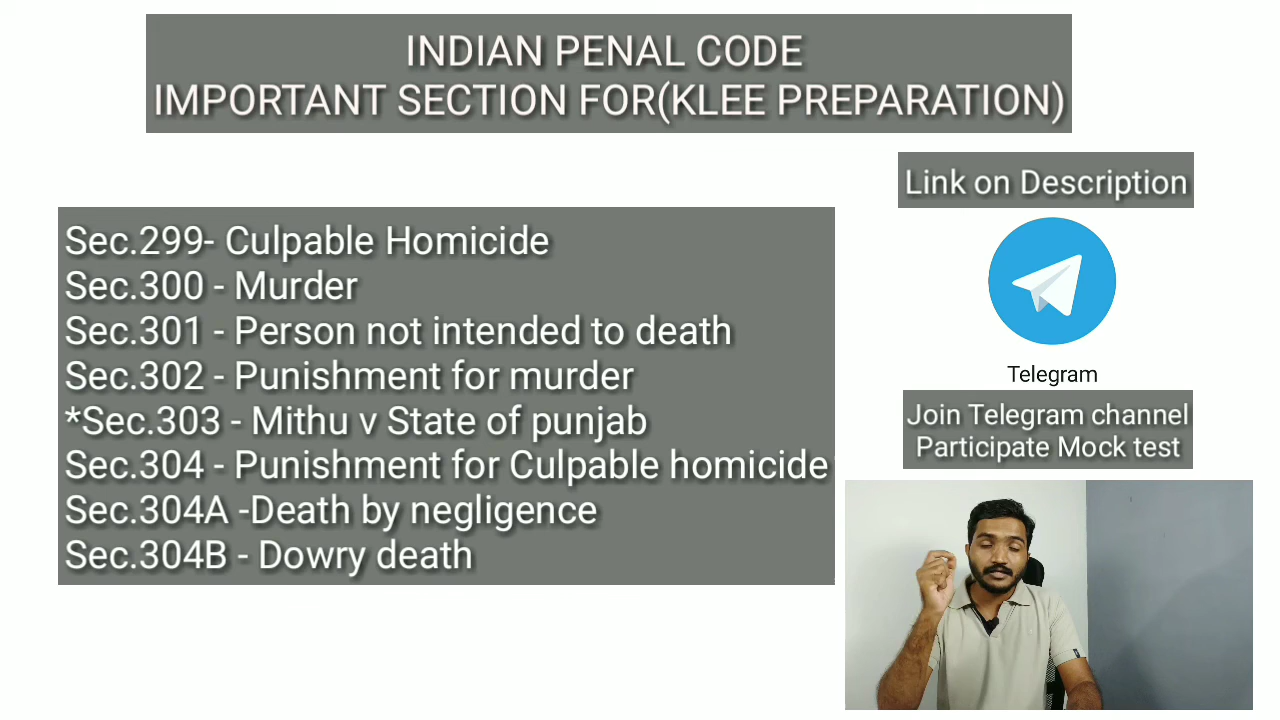 INDIAN PENAL CODE
IMPORTANT SECTION FOR(KLEE PREPARATION)
Link on Description
Sec.299- Culpable Homicide
Sec.300 - Murder
Sec.301 - Person not intended to death
Sec.302 - Punishment for murder
*Sec.303 - Mithu v State of punjab
Sec.304 - Punishment for Culpable homicide
Sec.304A -Death by negligence
Sec.304B - Dowry death
Telegram
Join Telegram channel
Participate Mock test